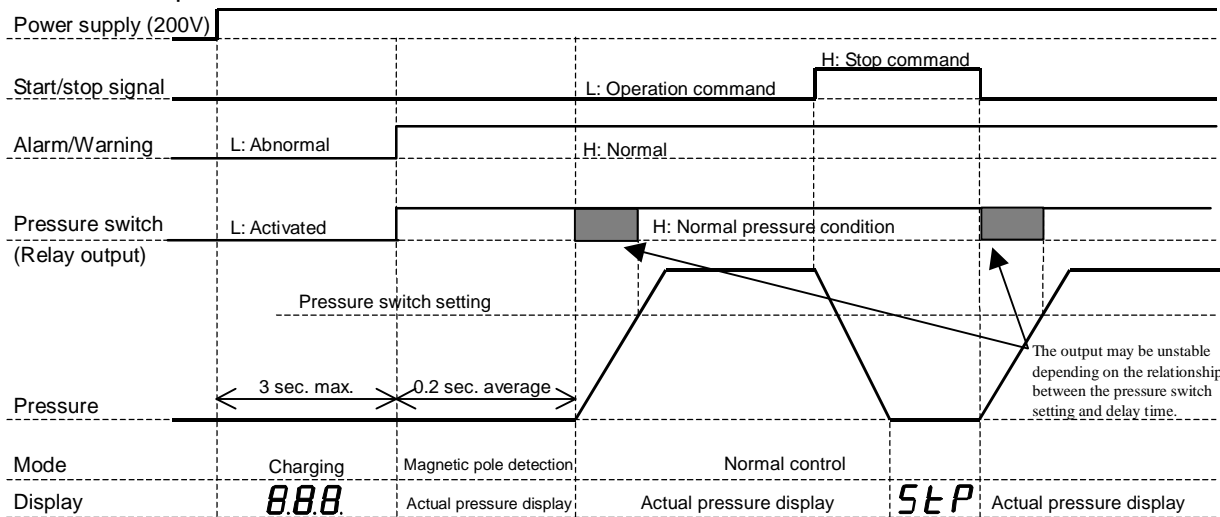 Power supply (200V)
H: Stop command
Start/stop signal
L: Operation command
Alarm/Warning
L: Abnormal
H: Normal
Pressure switch
(Relay output)
L: Activated
H: Normal pressure condition
Pressure switch setting
The output may be unstable
depending on the relationship
between the pressure switch
setting and delay time.
3 sec. max.
0.2 sec. average
Pressure
Mode
Charging
Magnetic pole detection
Normal control
Display
8.8.8.
Actual pressure display
Actual pressure display
StP
Actual pressure display